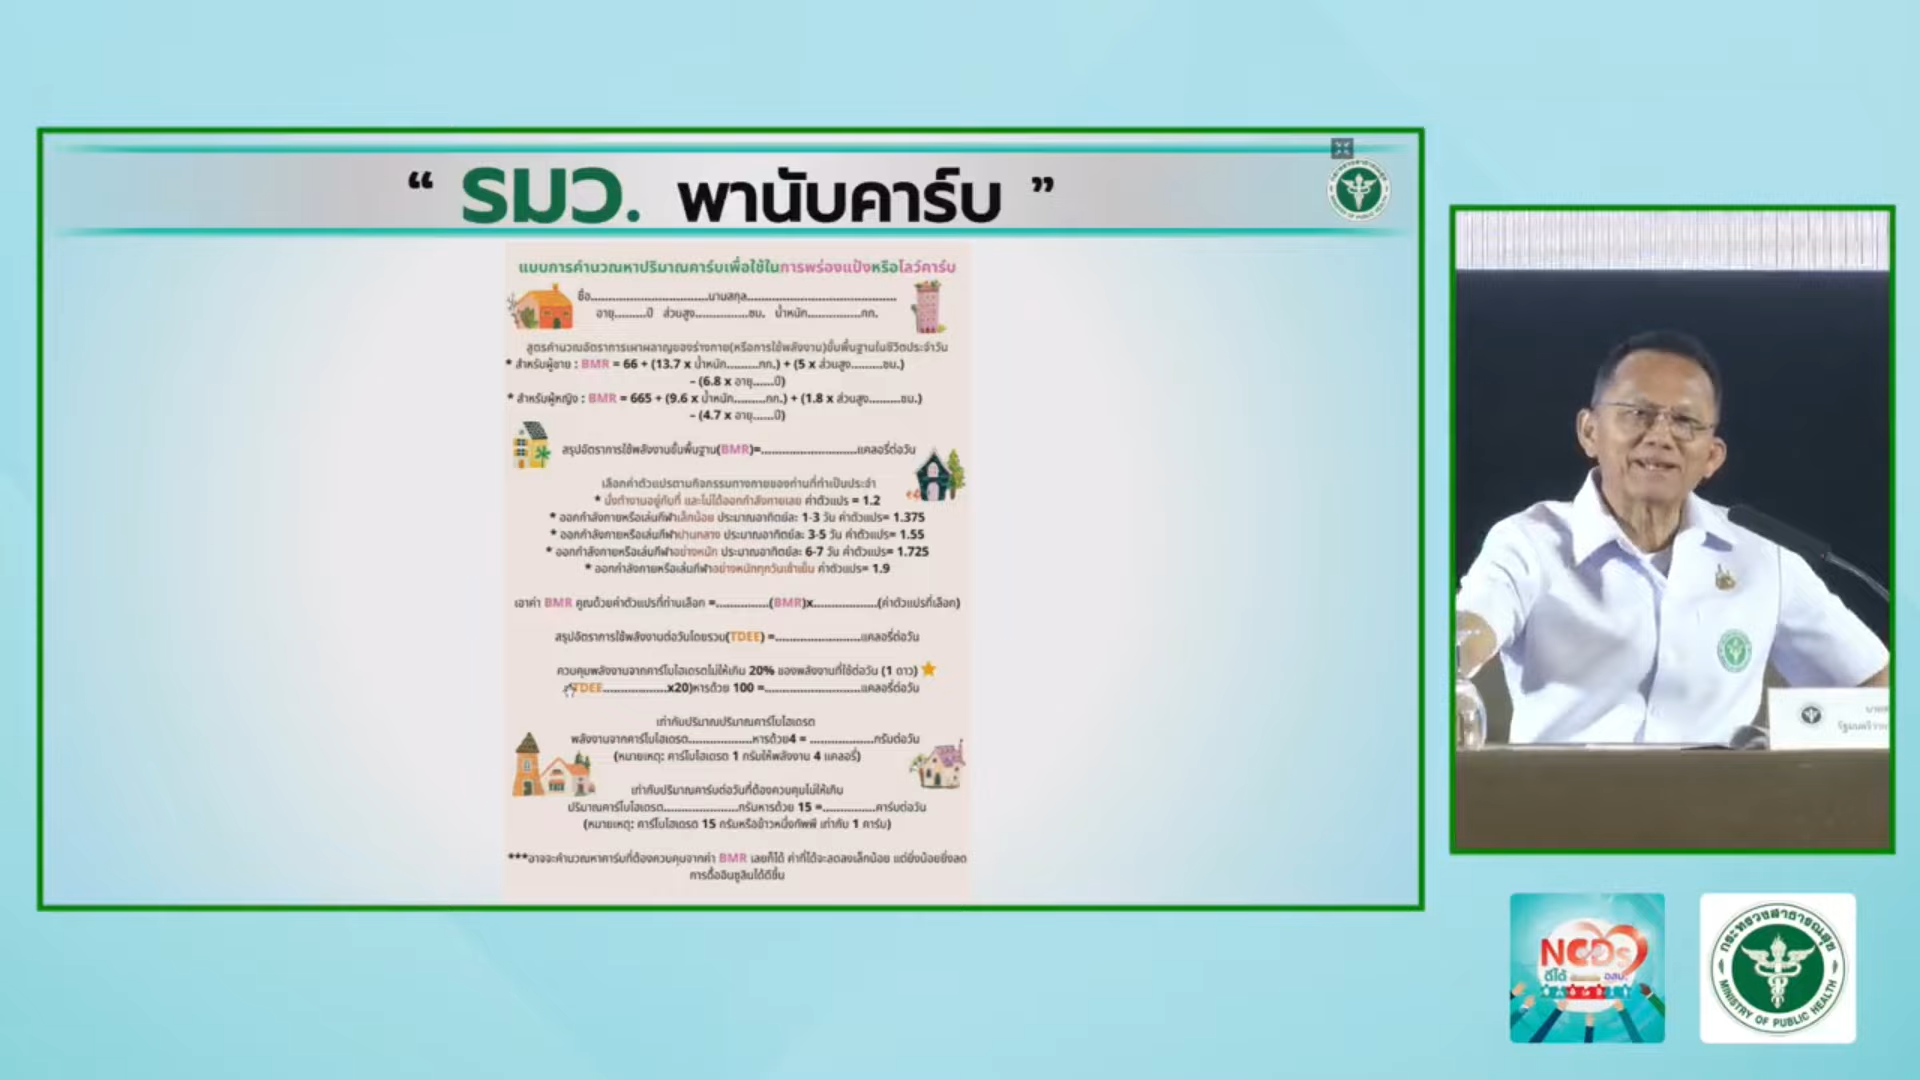 “ รมว. พานับคาร์บ ”
แบบการคำนวณหาปริมาณคาร์บเพื่อใช้ในการพร่องแป้งหรือโลว์คาร์บ
ชื่อ.................................นามสกุล...........................................
อายุ.........ปี ส่วนสูง...............ซม. น้ำหนัก...............กก.
สูตรคำนวณอัตราการเผาผลาญของร่างกาย(หรือการใช้พลังงาน)ขั้นพื้นฐานในชีวิตประจำวัน
* สำหรับผู้ชาย : BMR = 66 + (13.7 x น้ำหนัก.........กก.) + (5 x ส่วนสูง.........ซม.)
– (6.8 x อายุ......ปี)
* สำหรับผู้หญิง : BMR = 665 + (9.6 x น้ำหนัก.........กก.) + (1.8 x ส่วนสูง.........ซม.)
– (4.7 x อายุ......ปี)
สรุปอัตราการใช้พลังงานขั้นพื้นฐาน(BMR)=...........................แคลอรี่ต่อวัน
เลือกค่าตัวแปรตามกิจกรรมทางกายของท่านที่ทำเป็นประจำ
* นั่งทำงานอยู่กับที่ และไม่ได้ออกกำลังกายเลย ค่าตัวแปร = 1.2
* ออกกำลังกายหรือเล่นกีฬาเล็กน้อย ประมาณอาทิตย์ละ 1-3 วัน ค่าตัวแปร= 1.375
* ออกกำลังกายหรือเล่นกีฬาปานกลาง ประมาณอาทิตย์ละ 3-5 วัน ค่าตัวแปร= 1.55
* ออกกำลังกายหรือเล่นกีฬาอย่างหนัก ประมาณอาทิตย์ละ 6-7 วัน ค่าตัวแปร= 1.725
* ออกกำลังกายหรือเล่นกีฬาอย่างหนักทุกวันเช้าเย็น ค่าตัวแปร= 1.9
เอาค่า BMR คูณด้วยค่าตัวแปรที่ท่านเลือก =...............(BMR)x..................(ค่าตัวแปรที่เลือก)
สรุปอัตราการใช้พลังงานต่อวันโดยรวม(TDEE) =........................แคลอรี่ต่อวัน
ควบคุมพลังงานจากคาร์โบไฮเดรตไม่ให้เกิน 20% ของพลังงานที่ใช้ต่อวัน (1 ดาว)
TDEE..................x20)หารด้วย 100 =...........................แคลอรี่ต่อวัน
เท่ากับปริมาณปริมาณคาร์โบไฮเดรต
พลังงานจากคาร์โบไฮเดรต.................หารด้วย4 = ..................กรัมต่อวัน
(หมายเหตุ: คาร์โบไฮเดรต 1 กรัมให้พลังงาน 4 แคลอรี่)
เท่ากับปริมาณคาร์บต่อวันที่ต้องควบคุมไม่ให้เกิน
ปริมาณคาร์โบไฮเดรต.....................กรัมหารด้วย 15 =...............คาร์บต่อวัน
(หมายเหตุ: คาร์โบไฮเดรต 15 กรัมหรือข้าวหนึ่งทัพพี เท่ากับ 1 คาร์บ)
***อาจจะคำนวณหาคาร์บที่ต้องควบคุมจากค่า BMR เลยก็ได้ ค่าที่ได้จะลดลงเล็กน้อย แต่ยิ่งน้อยยิ่งลด
การดื้ออินซูลินได้ดีขึ้น
NCDs
ดีได้ อสม.
กระทรวงสาธารณสุข
MINISTRY OF PUBLIC HEALTH